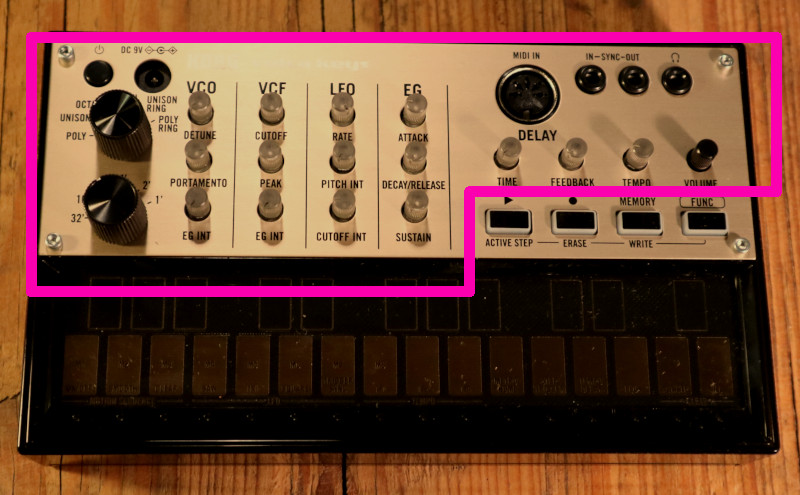 DC 9V
MIDI IN
IN-SYNC-OUT
VCO VCF LFO EG
OCT
UNISON
POLY
UNISON RING
POLY RING
DETUNE CUTOFF RATE ATTACK
DELAY
PORTAMENTO PEAK PITCH INT DECAY/RELEASE
TIME FEEDBACK TEMPO VOLUME
2'
1'
32'
EG INT EG INT CUTOFF INT SUSTAIN
MEMORY FUNC
ACTIVE STEP ERASE WRITE